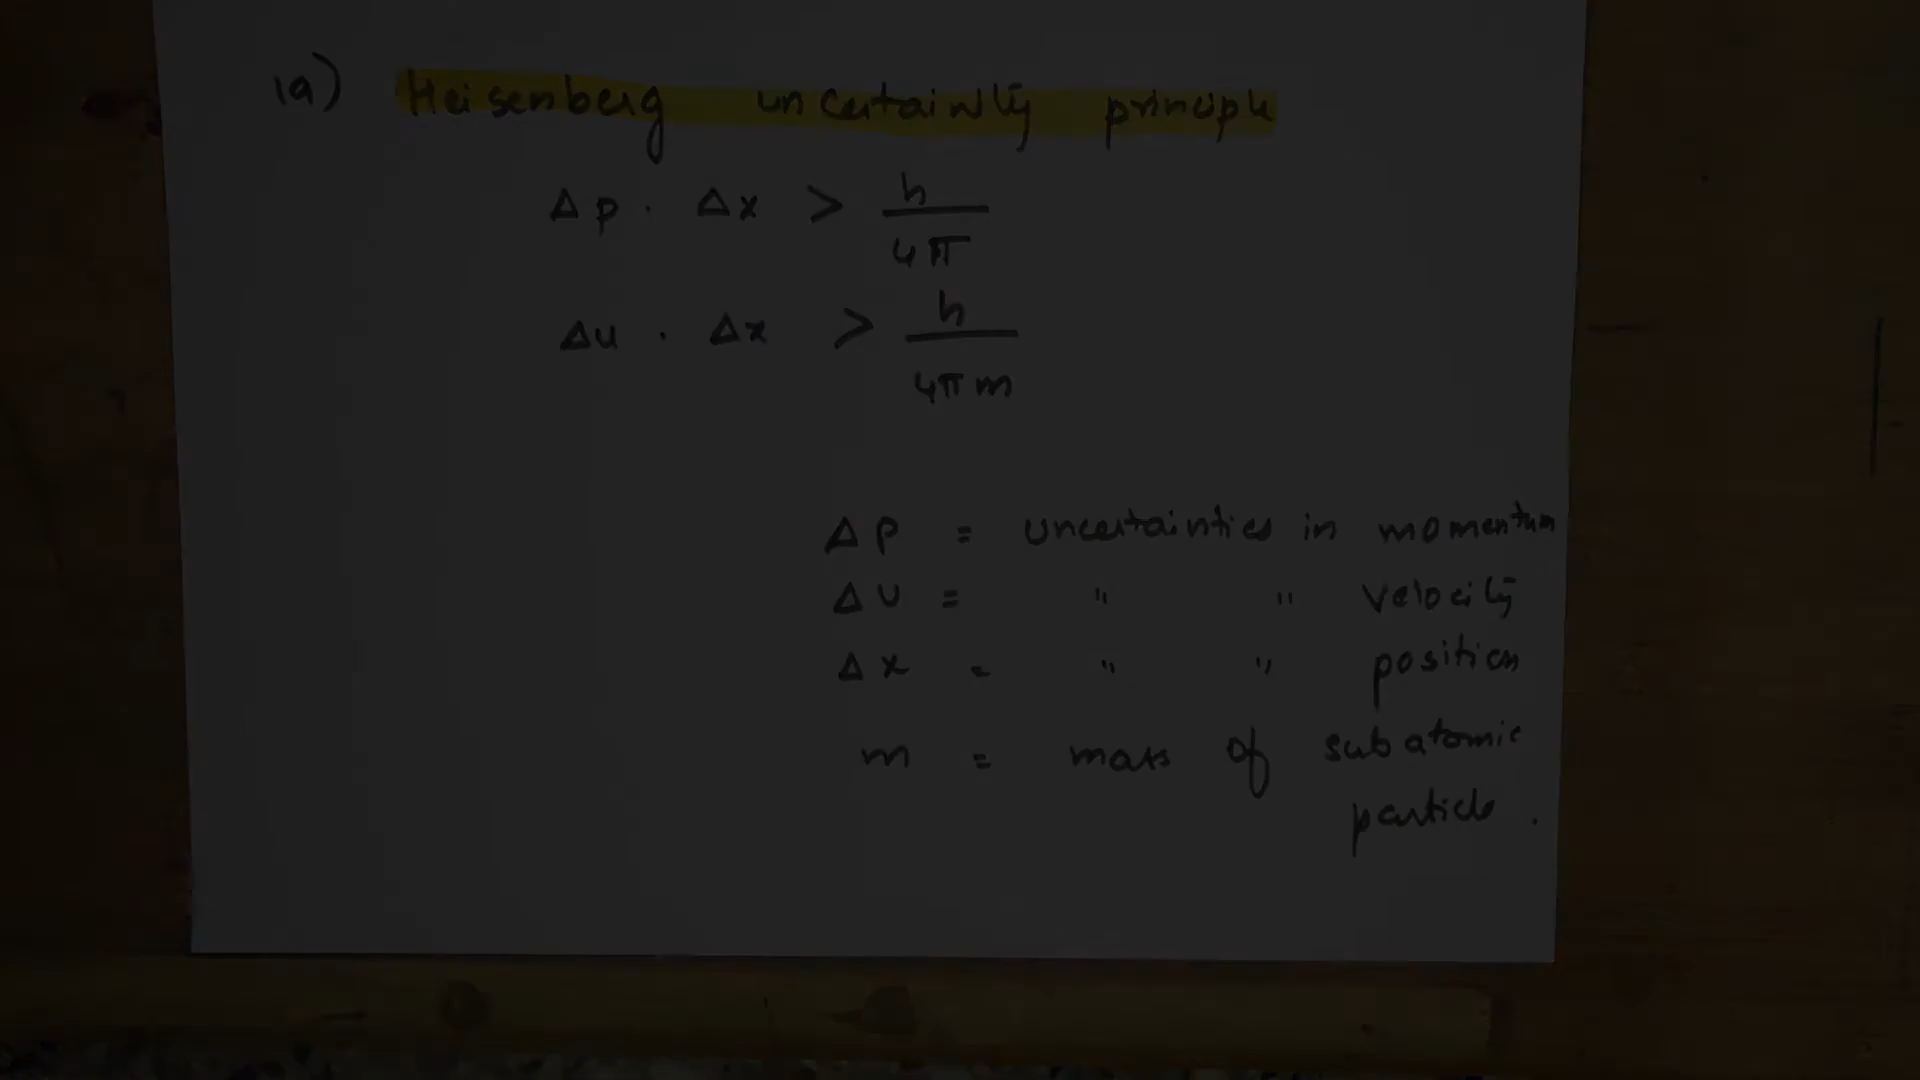 1a) Heisenberg uncertainity principle
Δp . Δx > h/4π
Δu . Δx > h/4πm
Δp = uncertainties in momentum
Δu = " " velocity
Δx = " " position
m = mass of subatomic
particle.